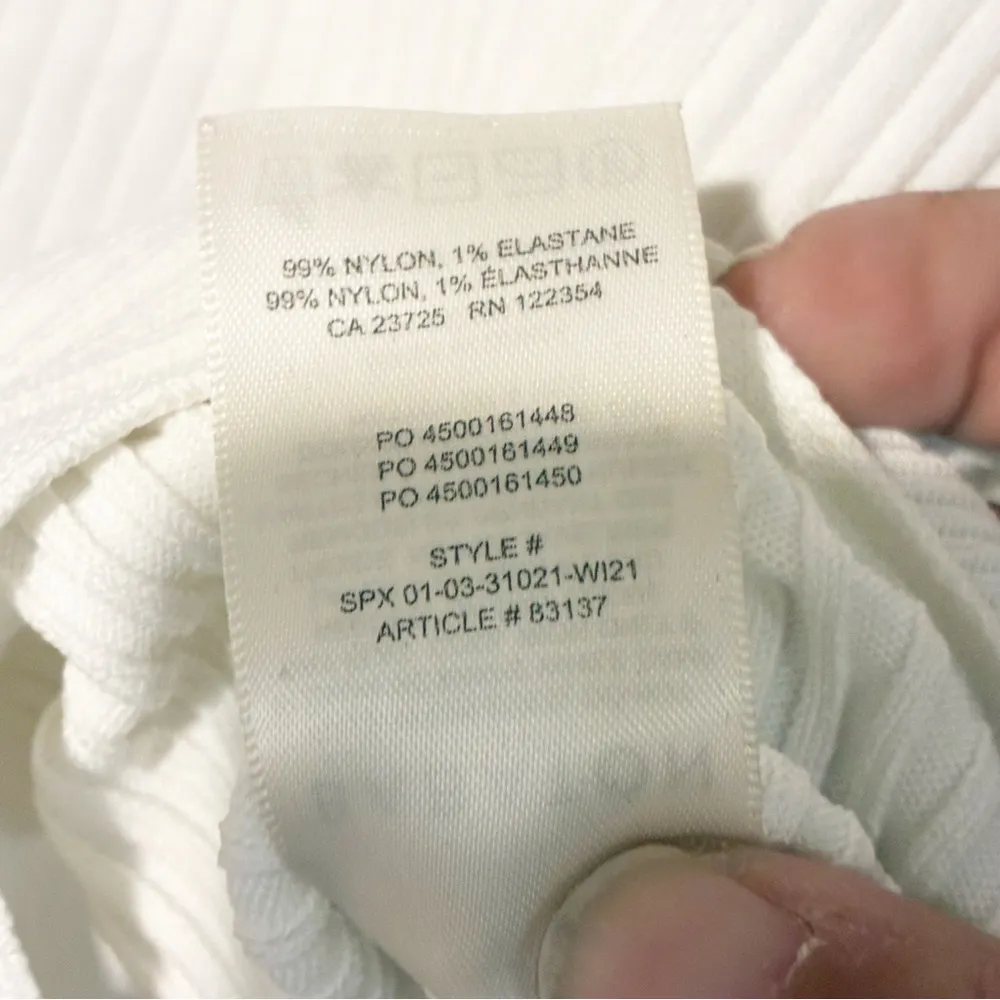 99% NYLON, 1% ELASTANE
99% NYLON, 1% ÉLASTHANNE
CA 23725 RN 122354
PO 4500161448
PO 4500161449
PO 4500161450
STYLE #
SPX 01-03-31021-WI21
ARTICLE # 83137